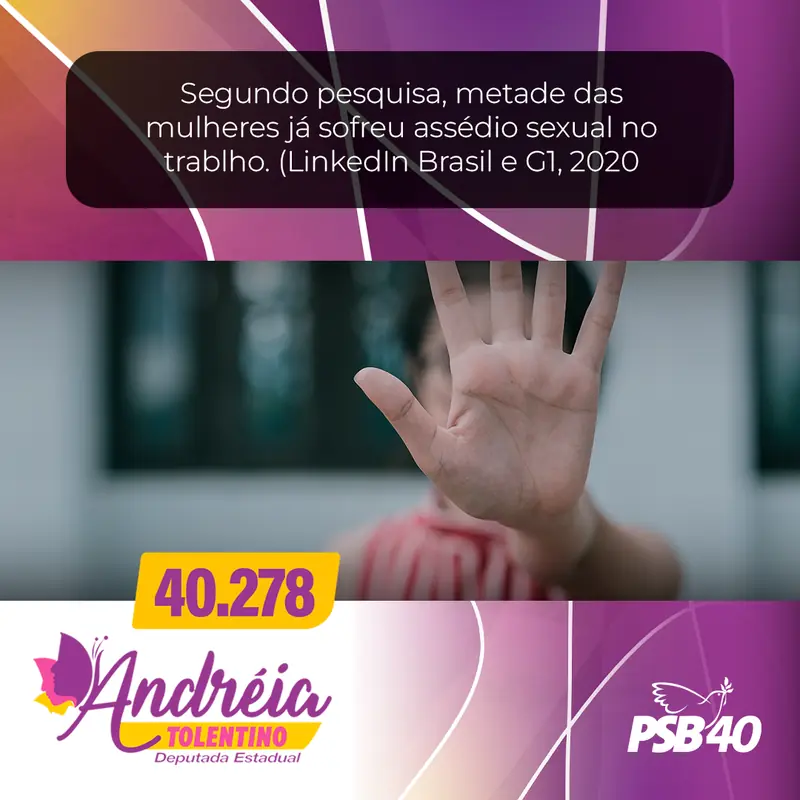 Segundo pesquisa, metade das
mulheres já sofreu assédio sexual no
trablho. (LinkedIn Brasil e G1, 2020
40.278
Andréia
TOLENTINO
Deputada Estadual
PSB 40